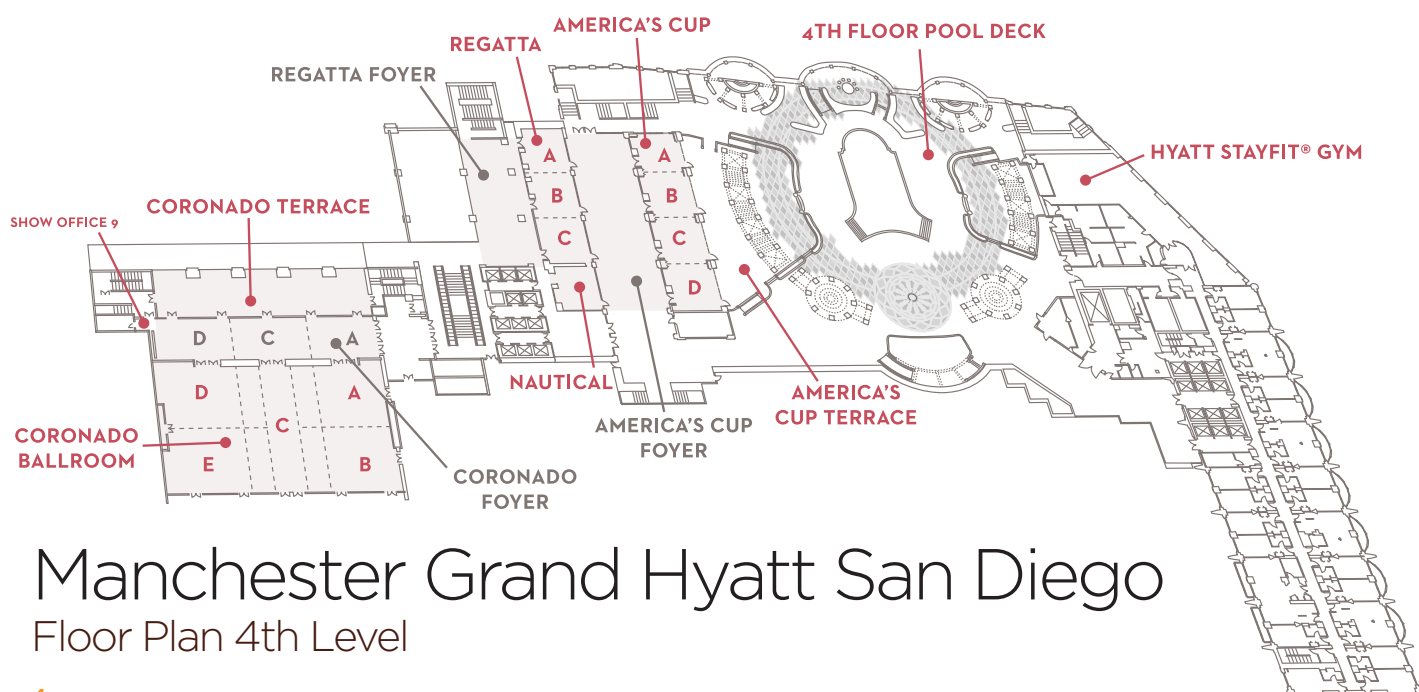 AMERICA'S CUP
4TH FLOOR POOL DECK
REGATTA
REGATTA FOYER
A
A
HYATT STAYFIT® GYM
B
B
CORONADO TERRACE
SHOW OFFICE 9
C
C
D
D
C
A
NAUTICAL
D
A
AMERICA'S
CUP TERRACE
C
AMERICA'S CUP
FOYER
CORONADO
BALLROOM
E
B
CORONADO
FOYER
Manchester Grand Hyatt San Diego
Floor Plan 4th Level